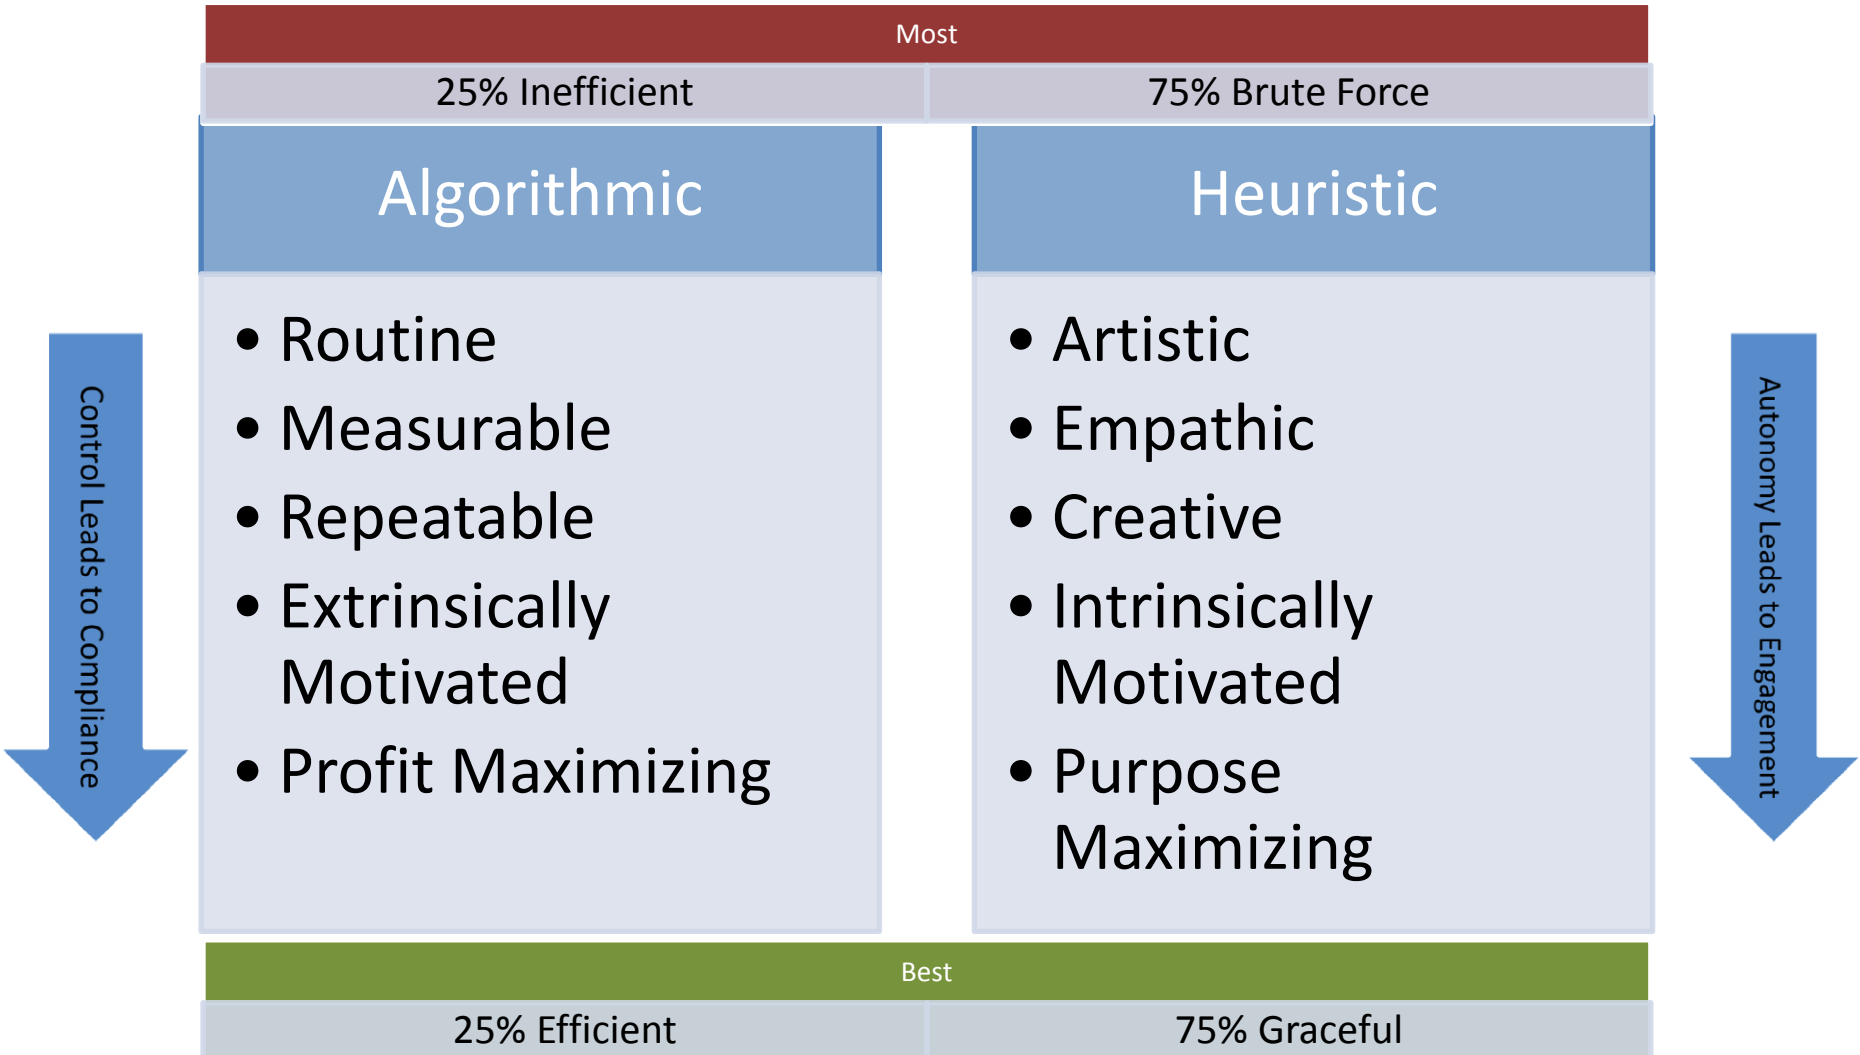 Most
25% Inefficient
75% Brute Force
Algorithmic
• Routine
• Measurable
• Repeatable
• Extrinsically
Motivated
• Profit Maximizing
Heuristic
• Artistic
• Empathic
• Creative
• Intrinsically
Motivated
• Purpose
Maximizing
Control Leads to Compliance
Autonomy Leads to Engagement
Best
25% Efficient
75% Graceful